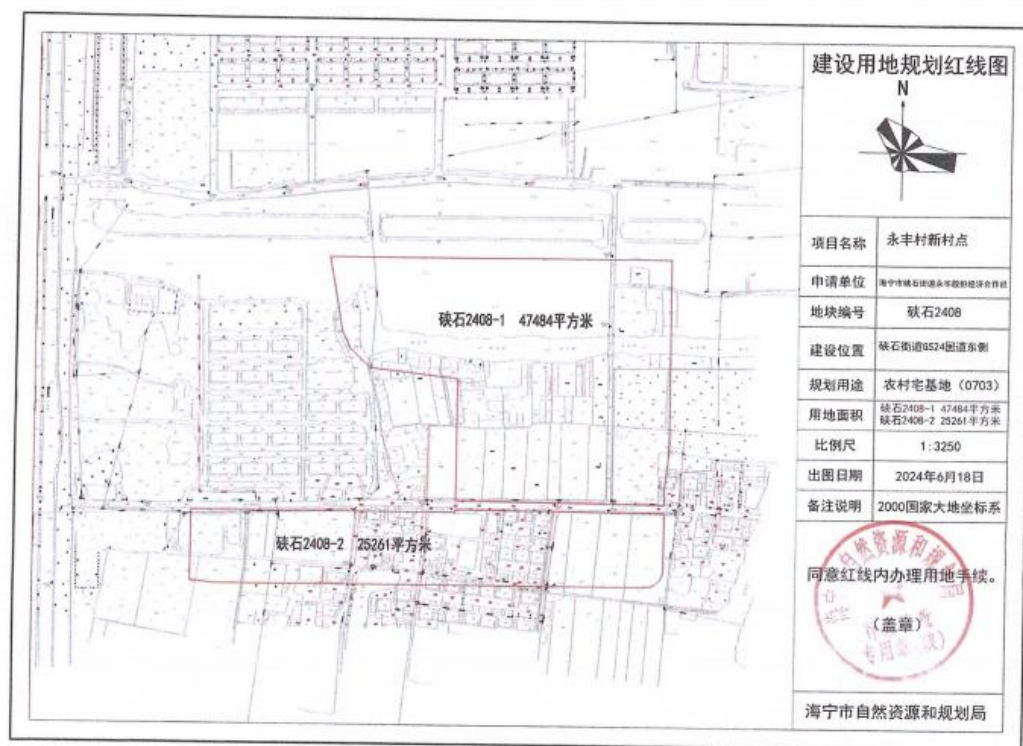 建设用地规划红线图
N
项目名称 永丰村新村点
申请单位 海宁市硖石街道永丰股份经济合作社
地块编号 硖石2408
建设位置 硖石街道G524国道东侧
规划用途 农村宅基地（0703）
用地面积 硖石2408-1 47484平方米
硖石2408-2 25261平方米
比例尺 1:3250
出图日期 2024年6月18日
备注说明 2000国家大地坐标系
同意红线内办理用地手续。
（盖章）
海宁市自然资源和规划局
硖石2408-1 47484平方米
硖石2408-2 25261平方米